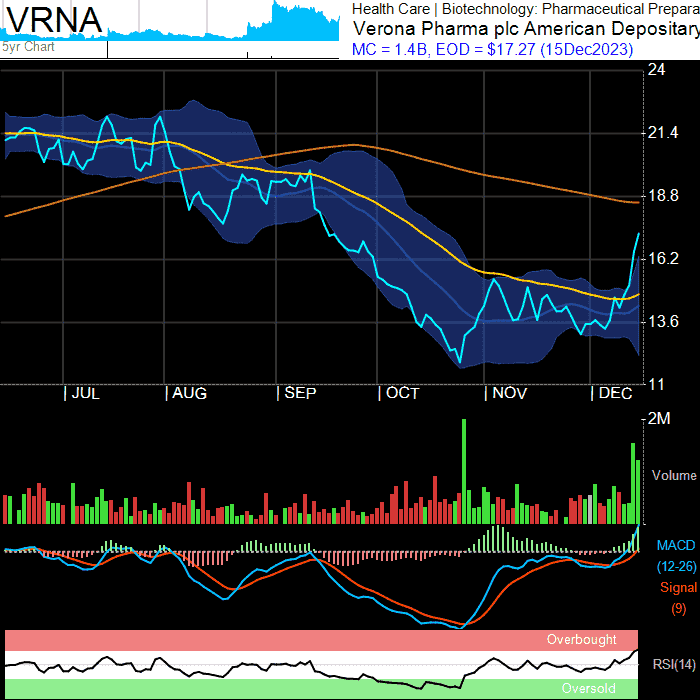 VRNA
5yr Chart
Health Care | Biotechnology: Pharmaceutical Prepara
Verona Pharma plc American Depositary
MC = 1.4B, EOD = $17.27 (15Dec2023)
24
21.4
18.8
16.2
13.6
11
| JUL | AUG | SEP | OCT | NOV | DEC
2M
Volume
MACD
(12-26)
Signal
(9)
Overbought
RSI(14)
Oversold